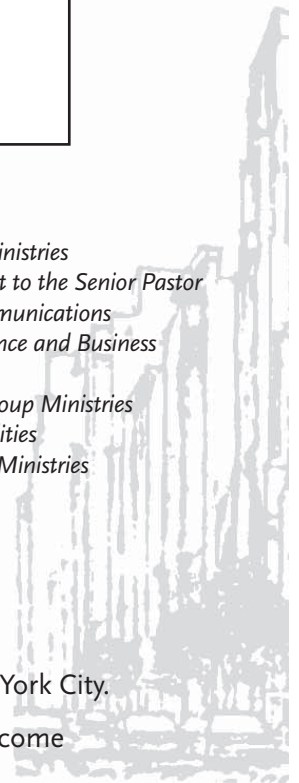 inistries
t to the Senior Pastor
munications
nce and Business
oup Ministries
ities
Ministries
York City.
come